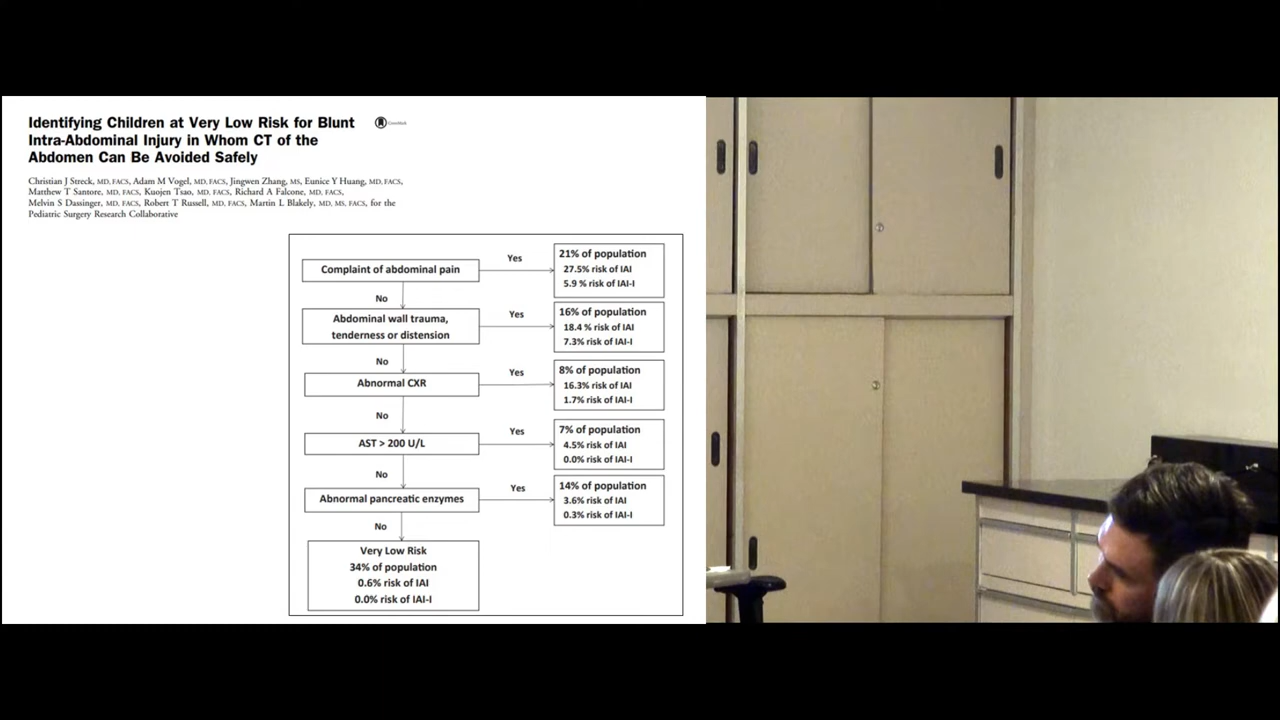 Identifying Children at Very Low Risk for Blunt
Intra-Abdominal Injury in Whom CT of the
Abdomen Can Be Avoided Safely
Christian J Streck, MD, FACS, Adam M Vogel, MD, FACS, Jingwen Zhang, MS, Eunice Y Huang, MD, FACS,
Matthew T Santore, MD, FACS, Kuojen Tsao, MD, FACS, Richard A Falcone, MD, FACS,
Melvin S Dassinger, MD, FACS, Robert T Russell, MD, FACS, Martin L Blakely, MD, MS, FACS, for the
Pediatric Surgery Research Collaborative
Complaint of abdominal pain
Yes
21% of population
27.5% risk of IAI
5.9 % risk of IAI-I
No
Abdominal wall trauma,
tenderness or distension
Yes
16% of population
18.4 % risk of IAI
7.3% risk of IAI-I
No
Abnormal CXR
Yes
8% of population
16.3% risk of IAI
1.7% risk of IAI-I
No
AST > 200 U/L
Yes
7% of population
4.5% risk of IAI
0.0% risk of IAI-I
No
Abnormal pancreatic enzymes
Yes
14% of population
3.6% risk of IAI
0.3% risk of IAI-I
No
Very Low Risk
34% of population
0.6% risk of IAI
0.0% risk of IAI-I